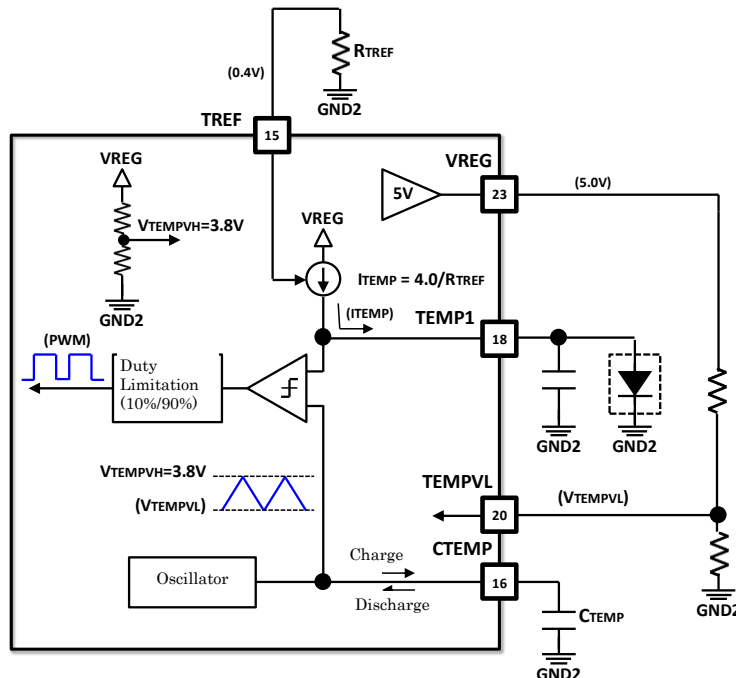 RTREF
(0.4V)
GND2
TREF
15
VREG
VREG
5V
23
(5.0V)
VTEMPVH=3.8V
VREG
ITEMP = 4.0/RTREF
GND2
(ITEMP)
TEMP1
18
(PWM)
Duty
Limitation
(10%/90%)
GND2
GND2
VTEMPVH=3.8V
(VTEMPVL)
TEMPVL
20
(VTEMPVL)
CTEMP
16
Oscillator
Charge
Discharge
GND2
CTEMP
GND2